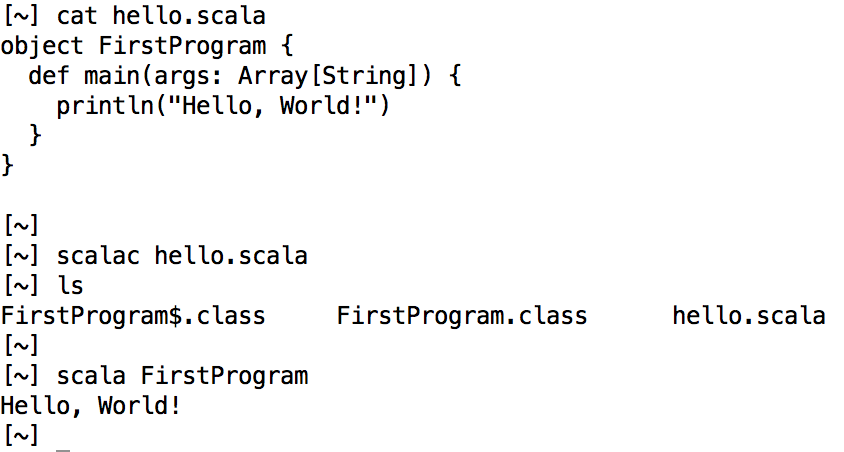 [~] cat hello.scala
object FirstProgram {
  def main(args: Array[String]) {
    println("Hello, World!")
  }
}

[~]
[~] scalac hello.scala
[~] ls
FirstProgram$.class     FirstProgram.class      hello.scala
[~]
[~] scala FirstProgram
Hello, World!
[~]